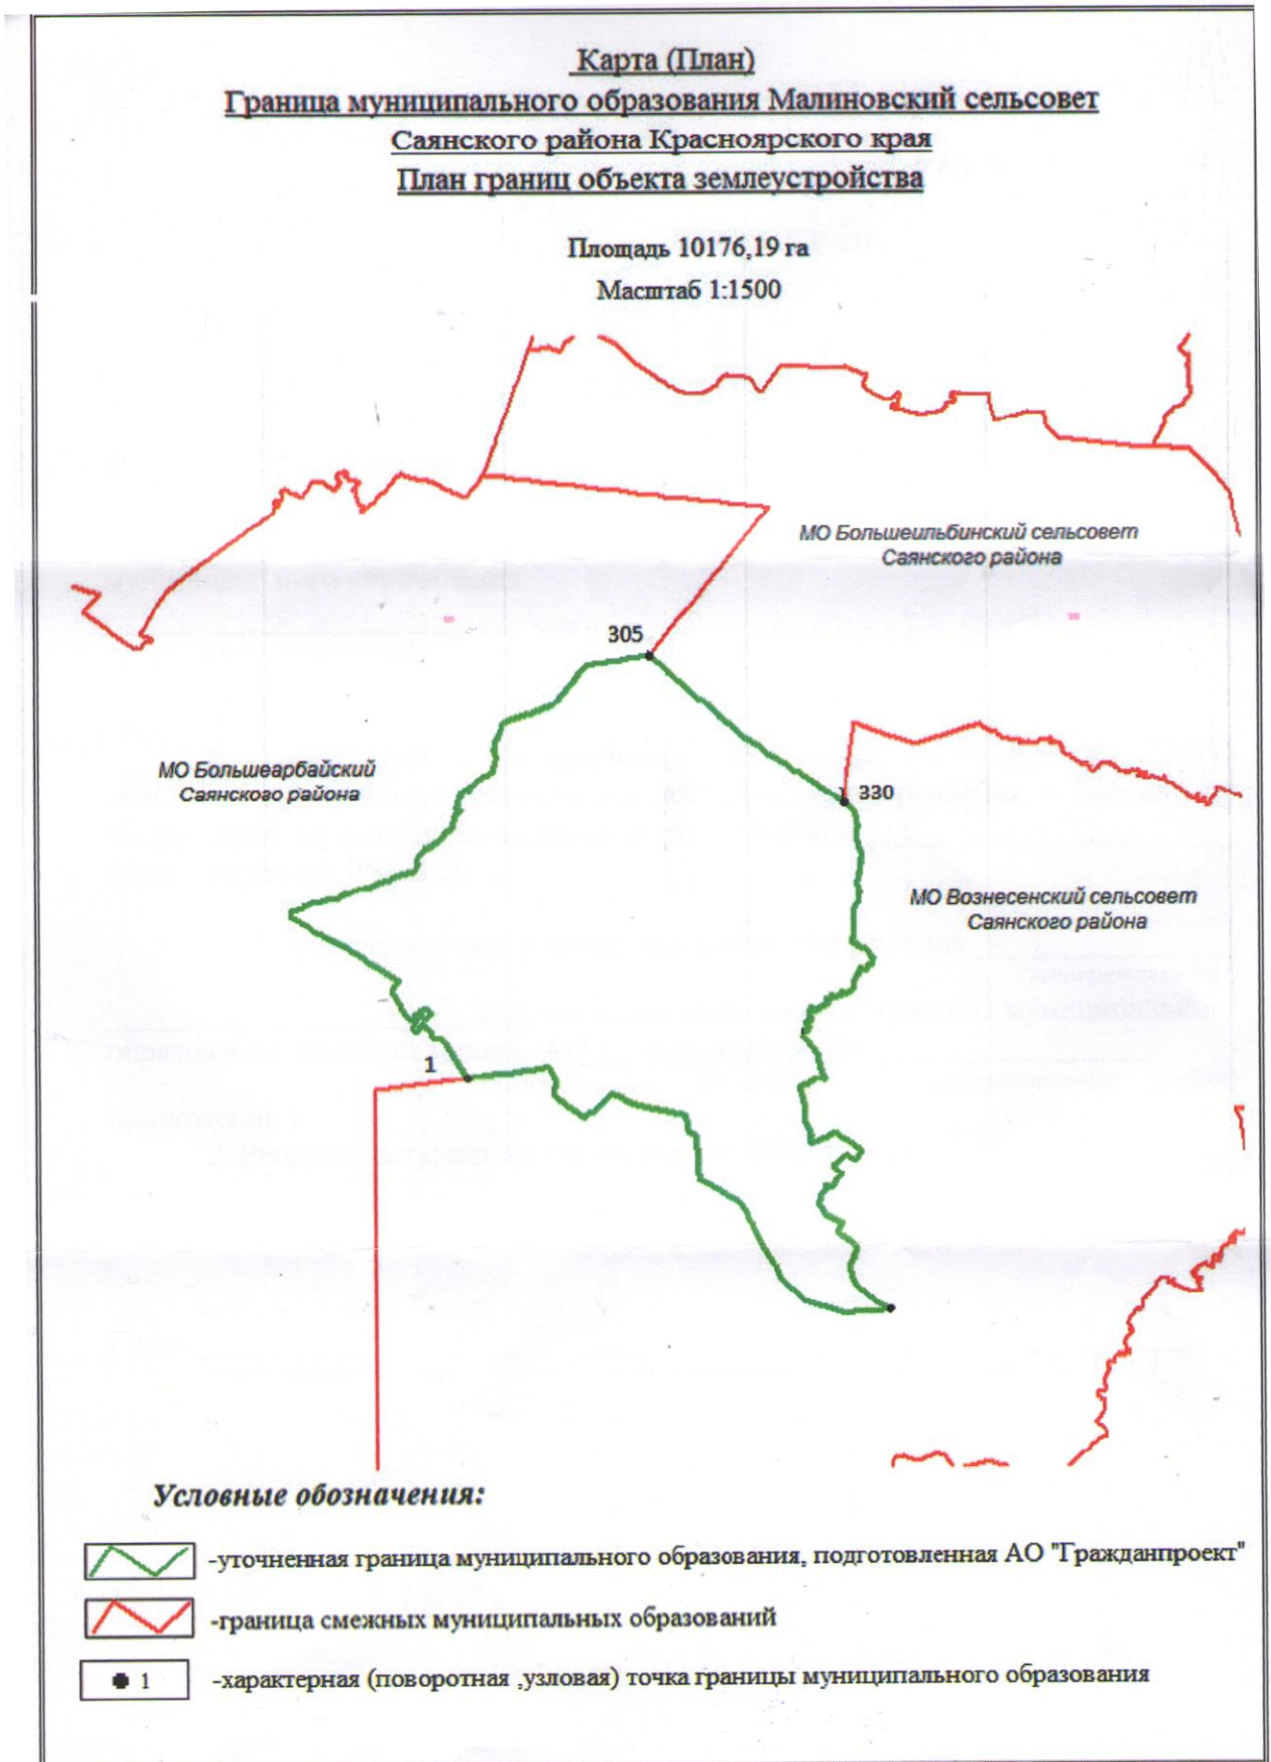 Карта (План)
Граница муниципального образования Малиновский сельсовет
Саянского района Красноярского края
План границ объекта землеустройства
Площадь 10176,19 га
Масштаб 1:1500
МО Большеильбинский сельсовет
Саянского района
305
МО Большеарбайский
Саянского района
330
МО Вознесенский сельсовет
Саянского района
1
Условные обозначения:
-уточненная граница муниципального образования, подготовленная АО "Гражданпроект"
-граница смежных муниципальных образований
1 -характерная (поворотная ,узловая) точка границы муниципального образования